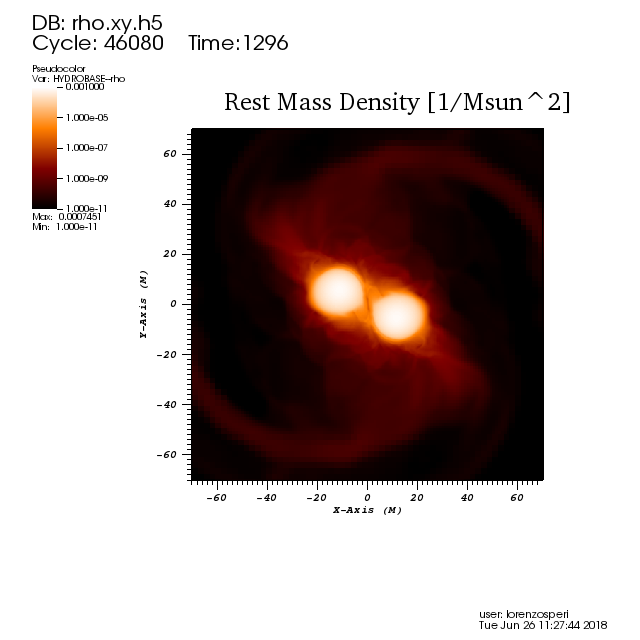 DB: rho.xy.h5
Cycle: 46080 Time:1296
Pseudocolor
Var: HYDROBASE--rho
0.001000
1.000e-05
1.000e-07
1.000e-09
1.000e-11
Max: 0.0007451
Min: 1.000e-11
Rest Mass Density [1/Msun^2]
60
40
20
0
-20
-40
-60
Y-Axis (M)
-60 -40 -20 0 20 40 60
X-Axis (M)
user: lorenzosperi
Tue Jun 26 11:27:44 2018